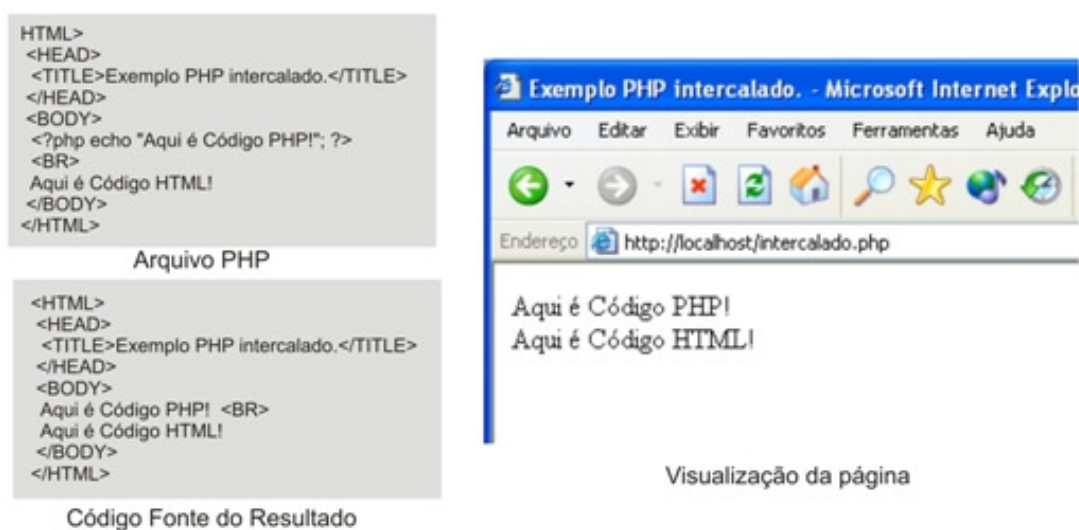 HTML>
<HEAD>
<TITLE>Exemplo PHP intercalado.</TITLE>
</HEAD>
<BODY>
<?php echo "Aqui é Código PHP!"; ?>
<BR>
Aqui é Código HTML!
</BODY>
</HTML>
Arquivo PHP
<HTML>
<HEAD>
<TITLE>Exemplo PHP intercalado.</TITLE>
</HEAD>
<BODY>
Aqui é Código PHP! <BR>
Aqui é Código HTML!
</BODY>
</HTML>
Código Fonte do Resultado
Exemplo PHP intercalado. - Microsoft Internet Explo
Arquivo Editar Exibir Favoritos Ferramentas Ajuda
Endereço http://localhost/intercalado.php
Aqui é Código PHP!
Aqui é Código HTML!
Visualização da página